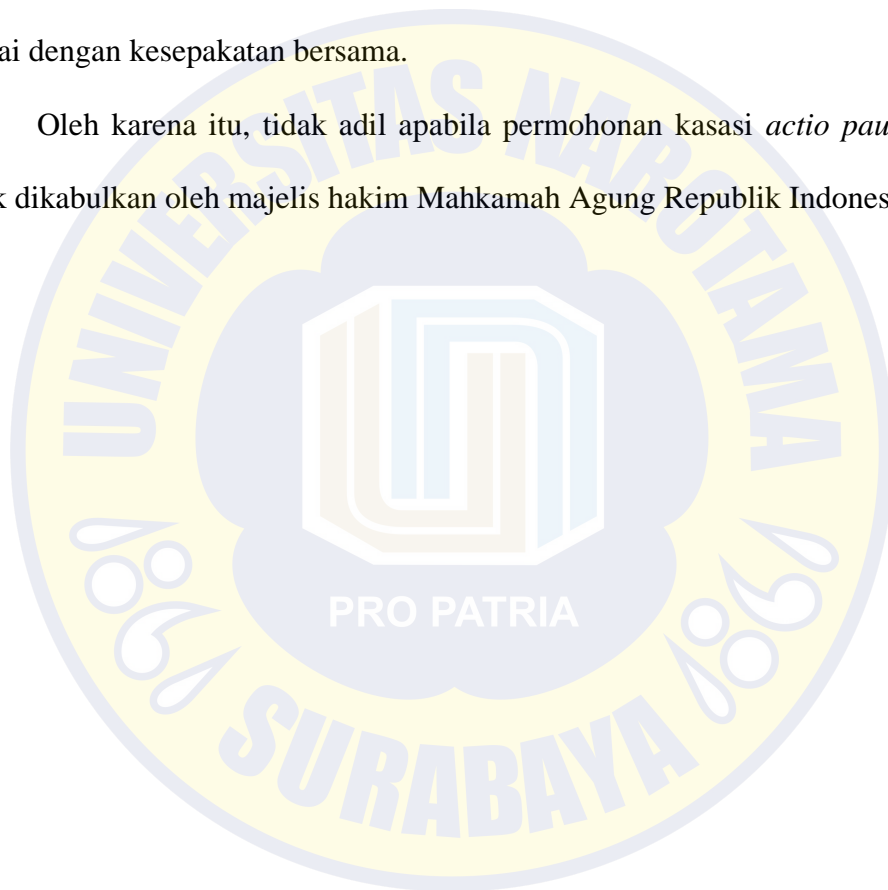 ai dengan kesepakatan bersama.
Oleh karena itu, tidak adil apabila permohonan kasasi actio pau
k dikabulkan oleh majelis hakim Mahkamah Agung Republik Indones
UNIVERSITAS NAROTAMA
PRO PATRIA
SURABAYA